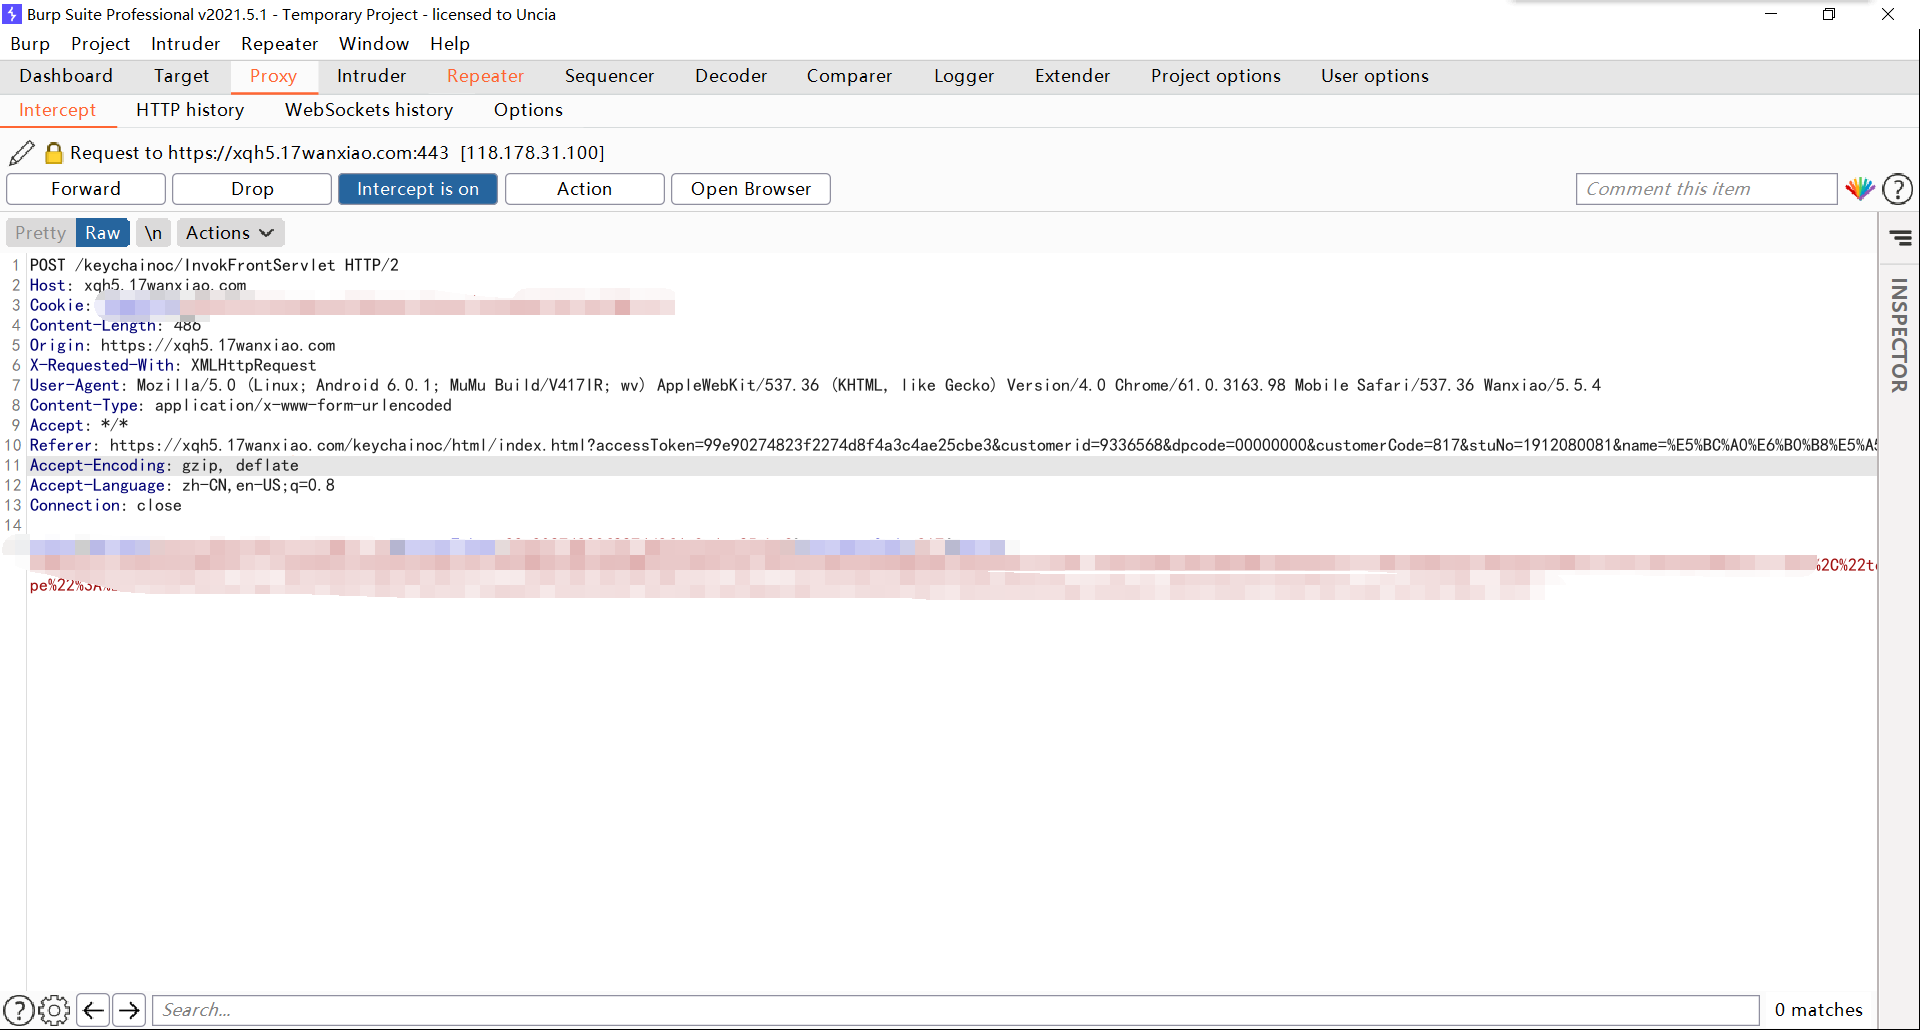 Burp Suite Professional v2021.5.1 - Temporary Project - licensed to Uncia
Burp Project Intruder Repeater Window Help
Dashboard Target Proxy Intruder Repeater Sequencer Decoder Comparer Logger Extender Project options User options
Intercept HTTP history WebSockets history Options
Request to https://xqh5.17wanxiao.com:443 [118.178.31.100]
Forward Drop Intercept is on Action Open Browser Comment this item
Pretty Raw \n Actions
INSPECTOR
1 POST /keychainoc/InvokFrontServlet HTTP/2
2 Host: xqh5.17wanxiao.com
3 Cookie:
4 Content-Length: 486
5 Origin: https://xqh5.17wanxiao.com
6 X-Requested-With: XMLHttpRequest
7 User-Agent: Mozilla/5.0 (Linux; Android 6.0.1; MuMu Build/V417IR; wv) AppleWebKit/537.36 (KHTML, like Gecko) Version/4.0 Chrome/61.0.3163.98 Mobile Safari/537.36 Wanxiao/5.5.4
8 Content-Type: application/x-www-form-urlencoded
9 Accept: */*
10 Referer: https://xqh5.17wanxiao.com/keychainoc/html/index.html?accessToken=99e90274823f2274d8f4a3c4ae25cbe3&customerid=9336568&dpcode=00000000&customerCode=817&stuNo=1912080081&name=%E5%BC%A0%E6%B0%B8%E5%A5
11 Accept-Encoding: gzip, deflate
12 Accept-Language: zh-CN,en-US;q=0.8
13 Connection: close
14
%2C%22t
pe%22%3A%
Search...
0 matches